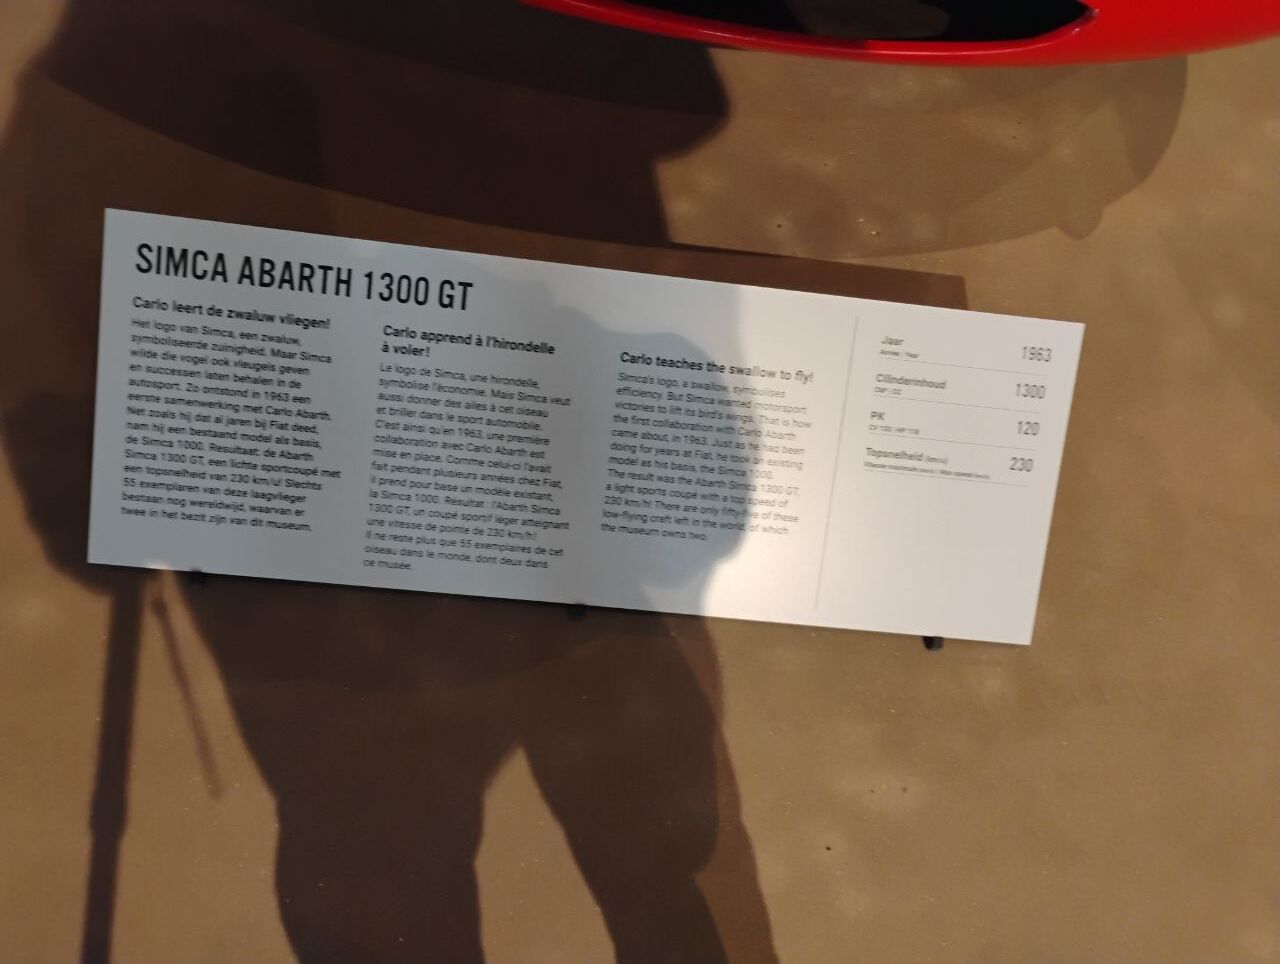 SIMCA ABARTH 1300 GT
Carlo leert de zwaluw vliegen!
Het logo van Simca, een zwaluw,
symboliseerde zuinigheid. Maar Simca
wilde die vogel ook vleugels geven
en successen laten behalen in de
autosport. Zo ontstond in 1963 een
eerste samenwerking met Carlo Abarth.
Net zoals hij dat al jaren bij Fiat deed,
nam hij een bestaand model als basis,
de Simca 1000. Resultaat: de Abarth
Simca 1300 GT, een lichte sportcoupé met
een topsnelheid van 230 km/u! Slechts
55 exemplaren van deze laagvlieger
bestaan nog wereldwijd, waarvan er
twee in het bezit zijn van dit museum.
Carlo apprend à l'hirondelle
à voler!
Le logo de Simca, une hirondelle,
symbolise l'économie. Mais Simca veut
aussi donner des ailes à cet oiseau
et briller dans le sport automobile.
C'est ainsi qu'en 1963, une première
collaboration avec Carlo Abarth est
mise en place. Comme celui-ci l'avait
fait pendant plusieurs années chez Fiat,
il prend pour base un modèle existant,
la Simca 1000. Résultat : l'Abarth Simca
1300 GT, un coupé sportif léger atteignant
une vitesse de pointe de 230 km/h!
Il ne reste plus que 55 exemplaires de cet
oiseau dans le monde, dont deux dans
ce musée.
Carlo teaches the swallow to fly!
Simca's logo, a swallow, symbolises
efficiency. But Simca wanted motorsport
victories to lift its bird's wings. That is how
the first collaboration with Carlo Abarth
came about, in 1963. Just as he had been
doing for years at Fiat, he took an existing
model as his basis, the Simca 1000.
The result was the Abarth Simca 1300 GT,
a light sports coupé with a top speed of
230 km/h! There are only fifty-five of these
low-flying craft left in the world, of which
the museum owns two.
Jaar 1963
Année / Year
Cilinderinhoud 1300
CM³ / CC
PK 120
Topsnelheid (km/u) 230
Vitesse maximale (km/h) / Max speed (km/h)